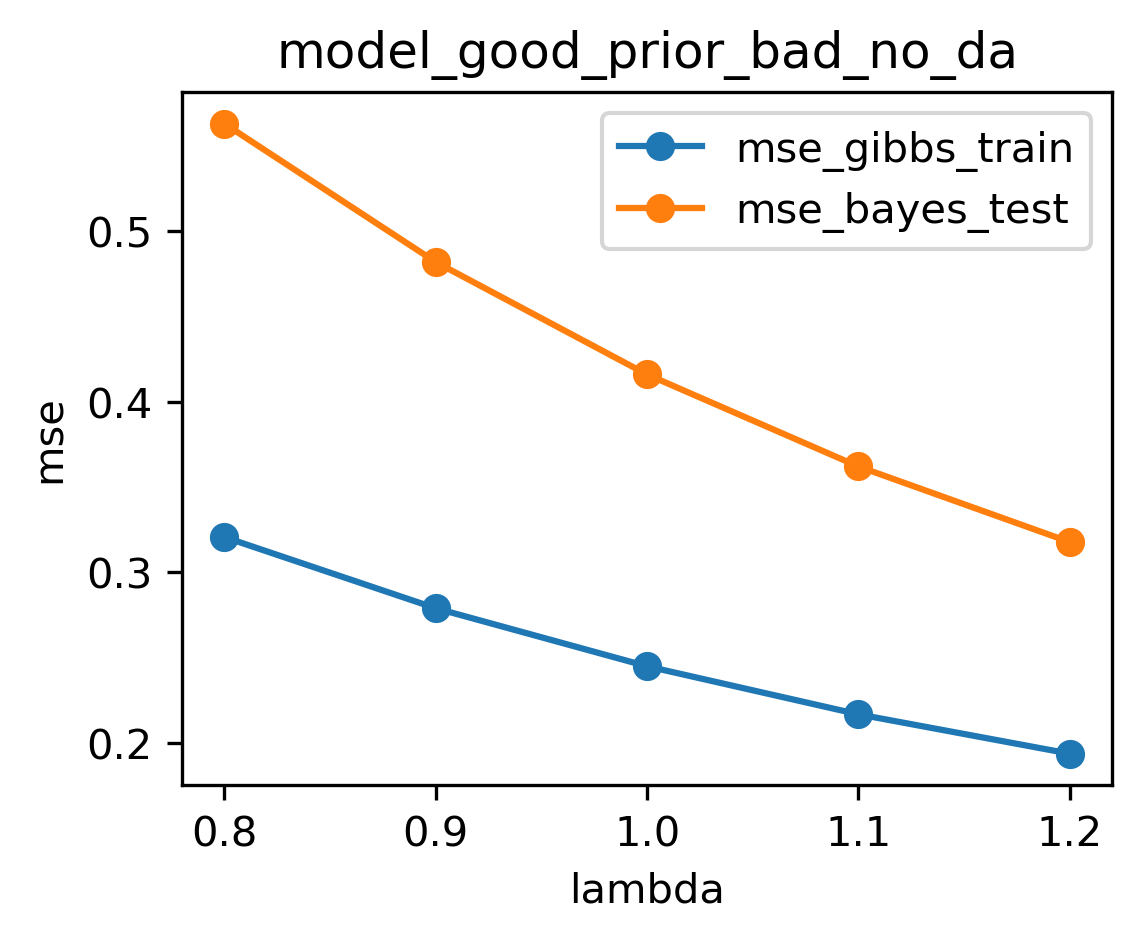 model_good_prior_bad_no_da
mse_gibbs_train
mse_bayes_test
mse
0.5
0.4
0.3
0.2
0.8 0.9 1.0 1.1 1.2
lambda